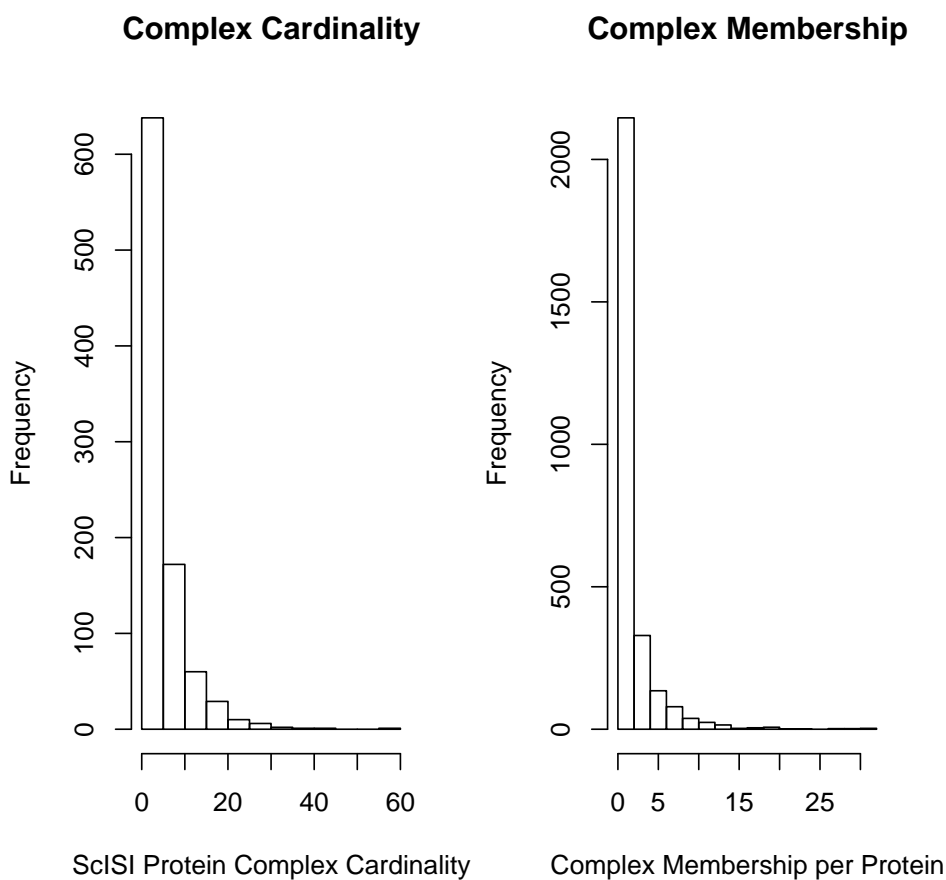 Complex Cardinality
Frequency
0 100 200 300 400 500 600
0 20 40 60
ScISI Protein Complex Cardinality
Complex Membership
Frequency
0 500 1000 1500 2000
0 5 15 25
Complex Membership per Protein